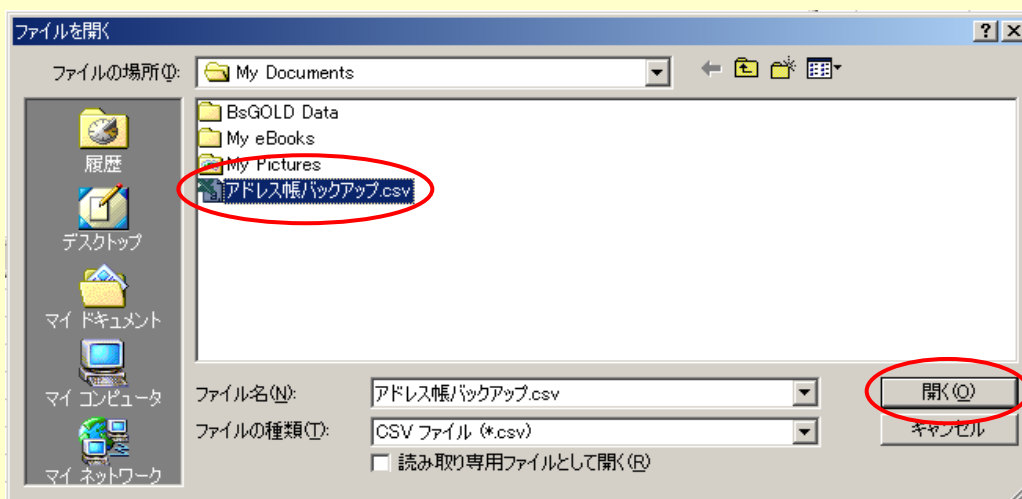 ファイルを開く
ファイルの場所(I):
My Documents
BsGOLD Data
My eBooks
My Pictures
アドレス帳バックアップ.csv
履歴
デスクトップ
マイ ドキュメント
マイ コンピュータ
マイ ネットワーク
ファイル名(N):
アドレス帳バックアップ.csv
開く(O)
ファイルの種類(T):
CSV ファイル (*.csv)
キャンセル
読み取り専用ファイルとして開く(R)